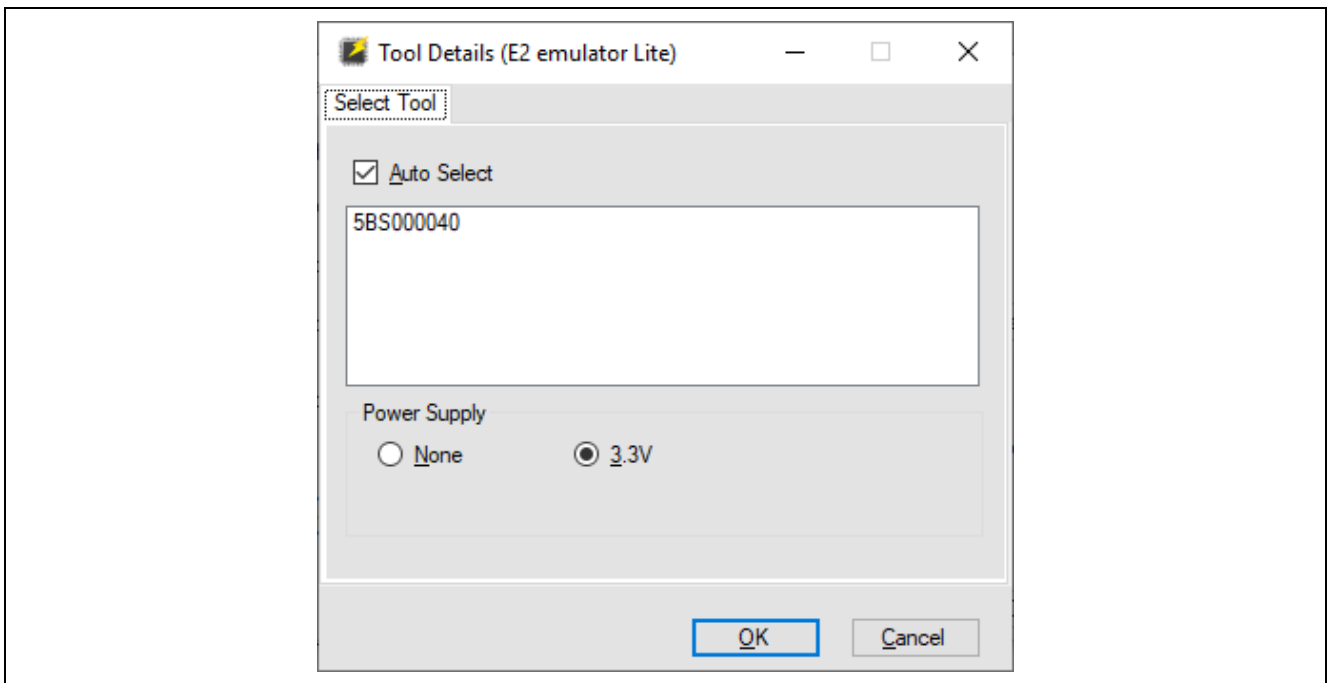 Tool Details (E2 emulator Lite)
Select Tool
Auto Select
5BS000040
Power Supply
None 3.3V
OK Cancel